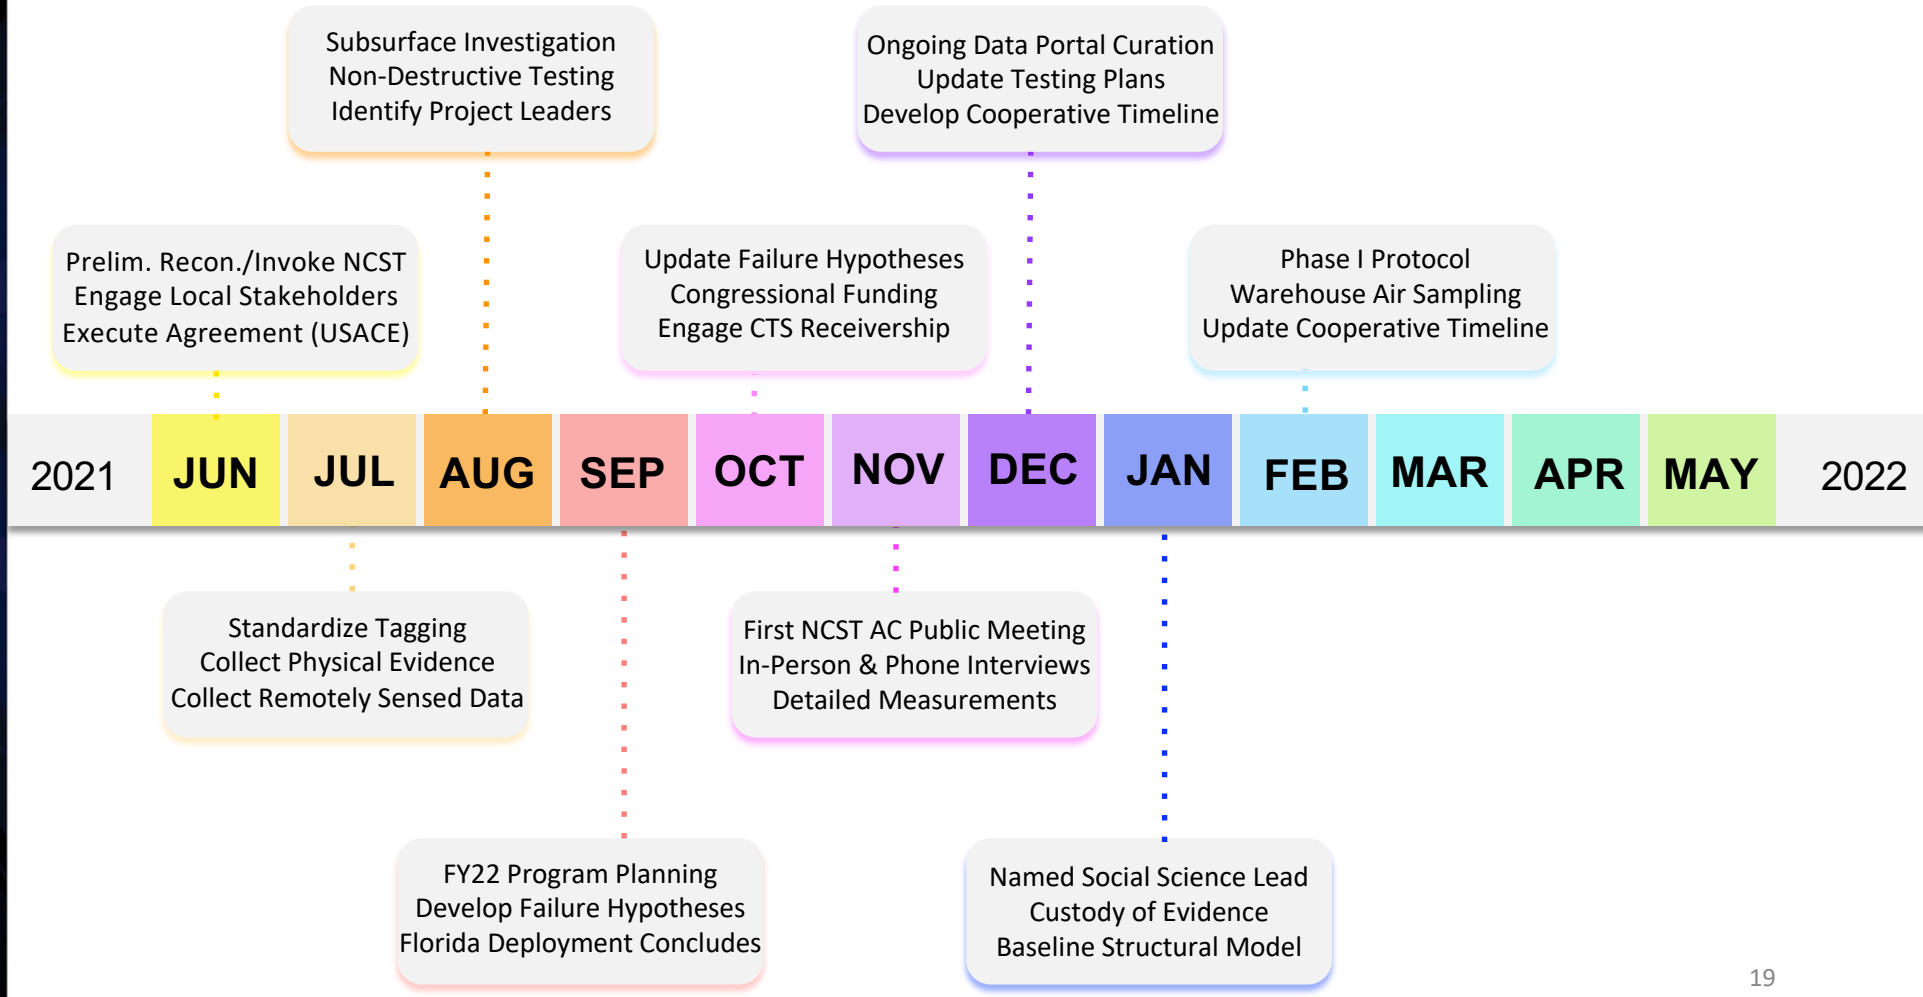 Subsurface Investigation
Non-Destructive Testing
Identify Project Leaders
Ongoing Data Portal Curation
Update Testing Plans
Develop Cooperative Timeline
Prelim. Recon./Invoke NCST
Engage Local Stakeholders
Execute Agreement (USACE)
Update Failure Hypotheses
Congressional Funding
Engage CTS Receivership
Phase I Protocol
Warehouse Air Sampling
Update Cooperative Timeline
2021 JUN JUL AUG SEP OCT NOV DEC JAN FEB MAR APR MAY 2022
Standardize Tagging
Collect Physical Evidence
Collect Remotely Sensed Data
First NCST AC Public Meeting
In-Person & Phone Interviews
Detailed Measurements
FY22 Program Planning
Develop Failure Hypotheses
Florida Deployment Concludes
Named Social Science Lead
Custody of Evidence
Baseline Structural Model
19